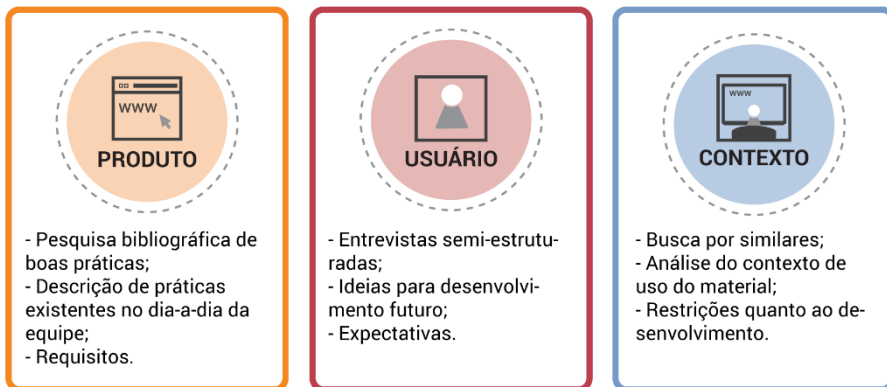 WWW
PRODUTO
- Pesquisa bibliográfica de
boas práticas;
- Descrição de práticas
existentes no dia-a-dia da
equipe;
- Requisitos.
USUÁRIO
- Entrevistas semi-estrutu-
radas;
- Ideias para desenvolvi-
mento futuro;
- Expectativas.
WWW
CONTEXTO
- Busca por similares;
- Análise do contexto de
uso do material;
- Restrições quanto ao de-
senvolvimento.